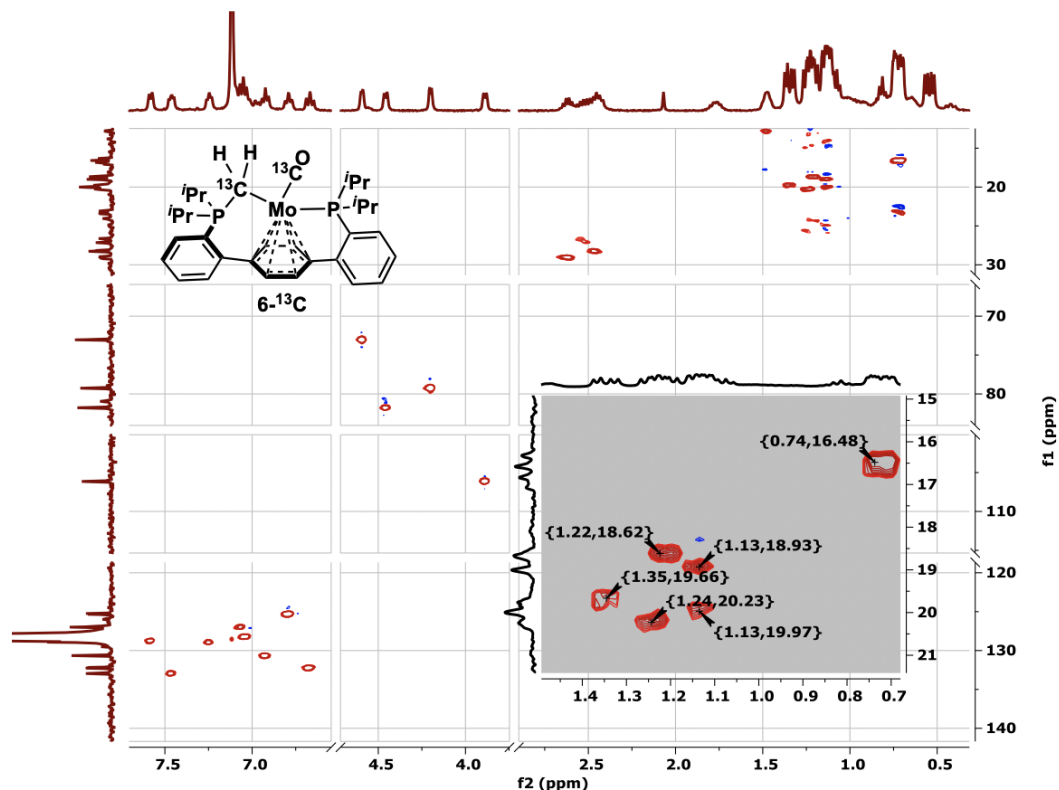 H H
¹³C O
ⁱPr ¹³C ⁱPr
ⁱPr P Mo P ⁱPr
6-¹³C
20
30
70
80
110
120
130
140
f1 (ppm)
15
16
17
18
19
20
21
{0.74,16.48}
{1.22,18.62}
{1.13,18.93}
{1.35,19.66}
{1.24,20.23}
{1.13,19.97}
1.4 1.3 1.2 1.1 1.0 0.9 0.8 0.7
7.5 7.0 4.5 4.0 2.5 2.0 1.5 1.0 0.5
f2 (ppm)